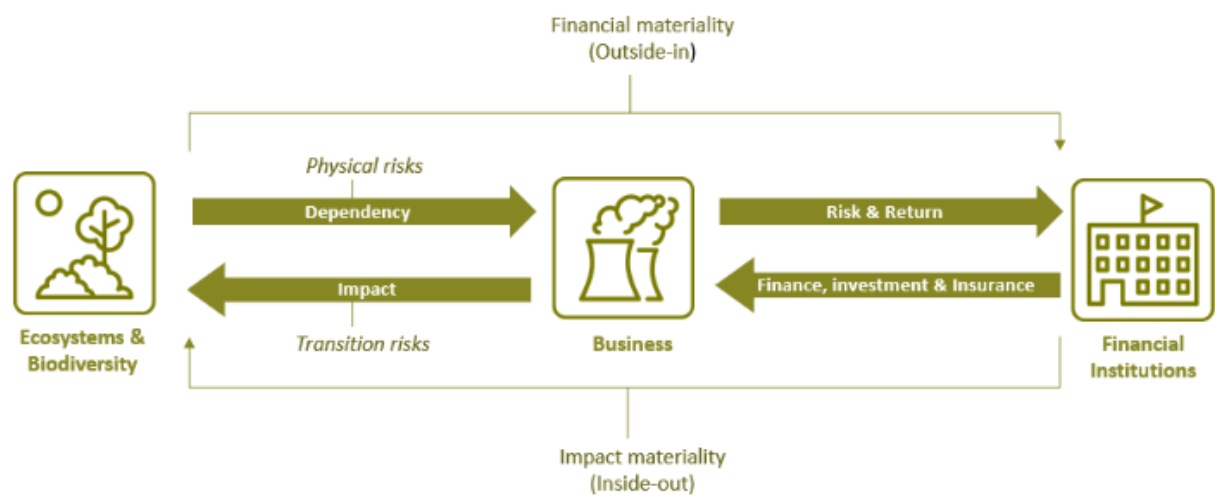 Financial materiality
(Outside-in)
Physical risks
Dependency
Risk & Return
Impact
Finance, investment & Insurance
Transition risks
Ecosystems &
Biodiversity
Business
Financial
Institutions
Impact materiality
(Inside-out)